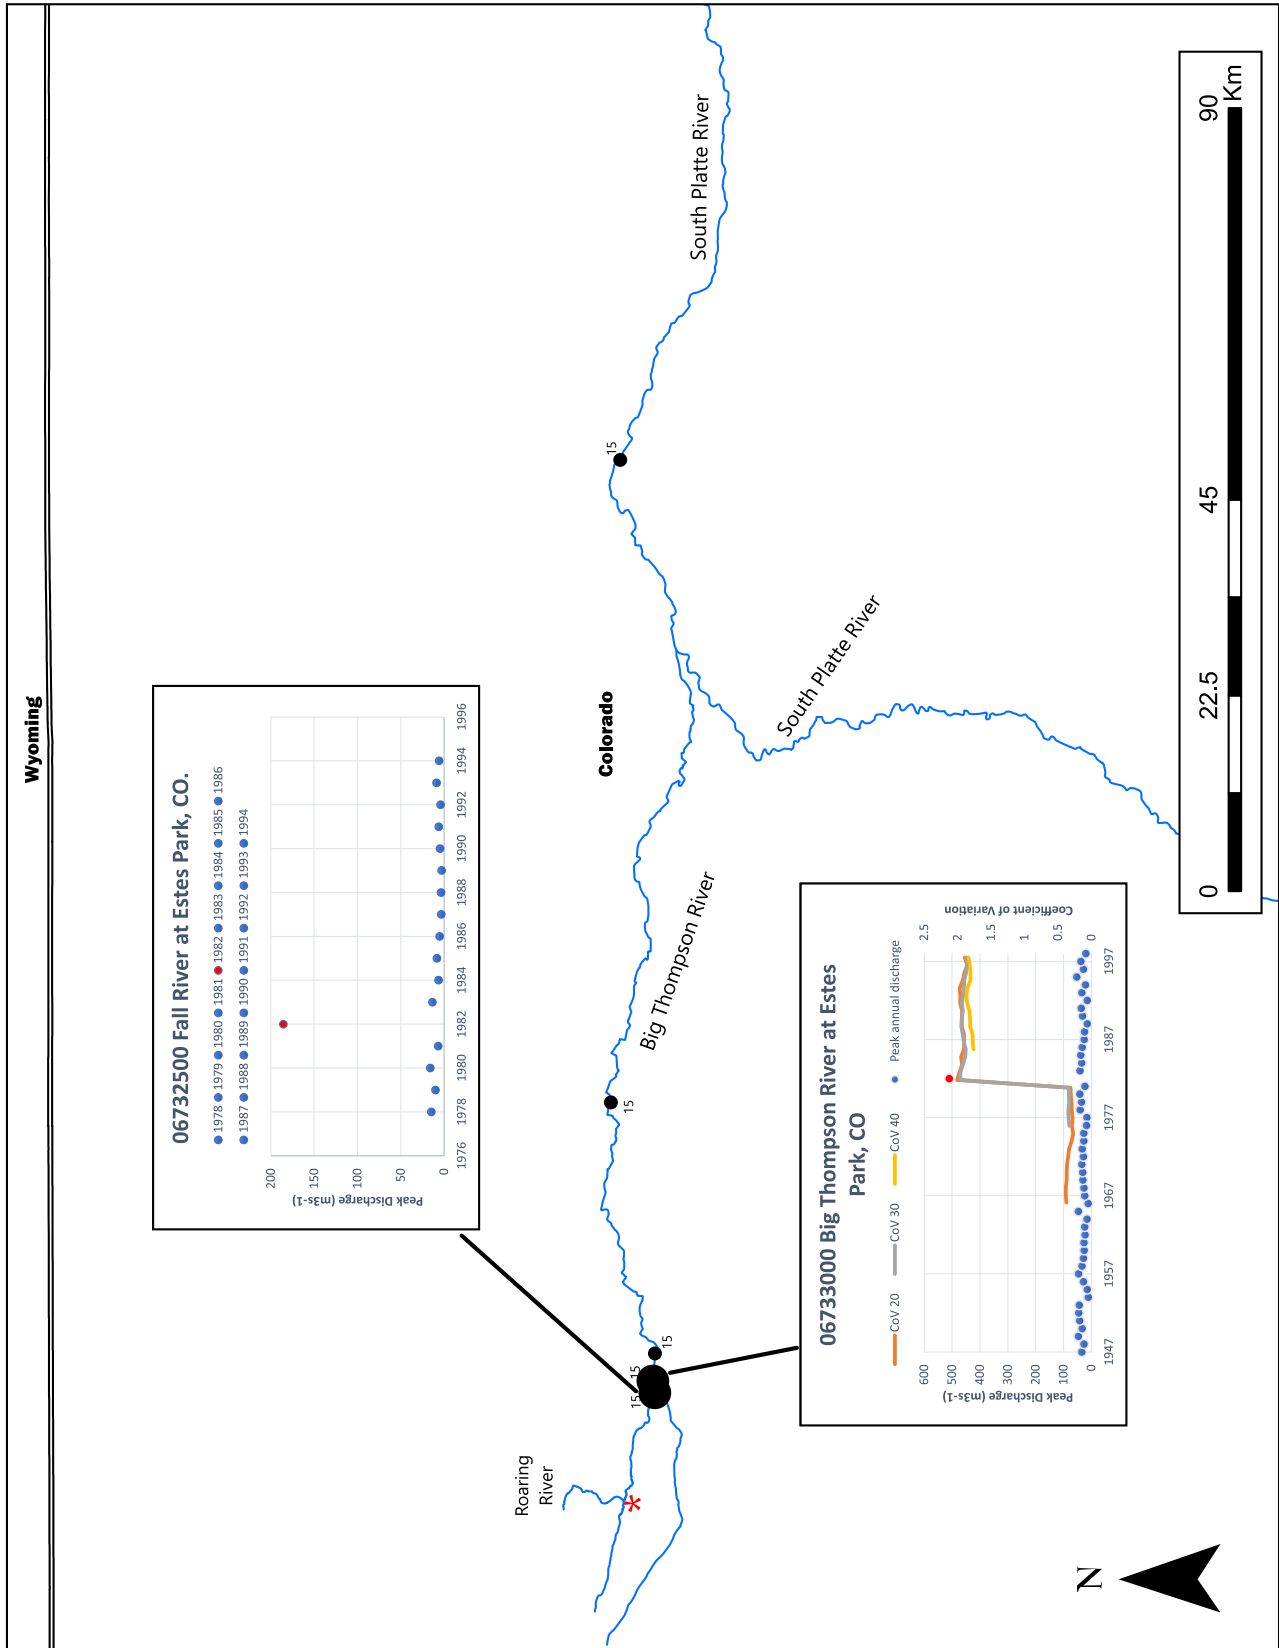 Wyoming
06732500 Fall River at Estes Park, CO.
1978 1979 1980 1981 1982 1983 1984 1985 1986
1987 1988 1989 1990 1991 1992 1993 1994
Peak Discharge (m3s-1)
200
150
100
50
0
1976 1978 1980 1982 1984 1986 1988 1990 1992 1994 1996
Colorado
Roaring
River
15
15
15
15
15
Big Thompson River
South Platte River
South Platte River
06733000 Big Thompson River at Estes
Park, CO
CoV 20 CoV 30 CoV 40 Peak annual discharge
Peak Discharge (m3s-1)
600
500
400
300
200
100
0
2.5
2
1.5
1
0.5
0
Coefficient of Variation
1947 1957 1967 1977 1987 1997
N
0 22.5 45 90
Km